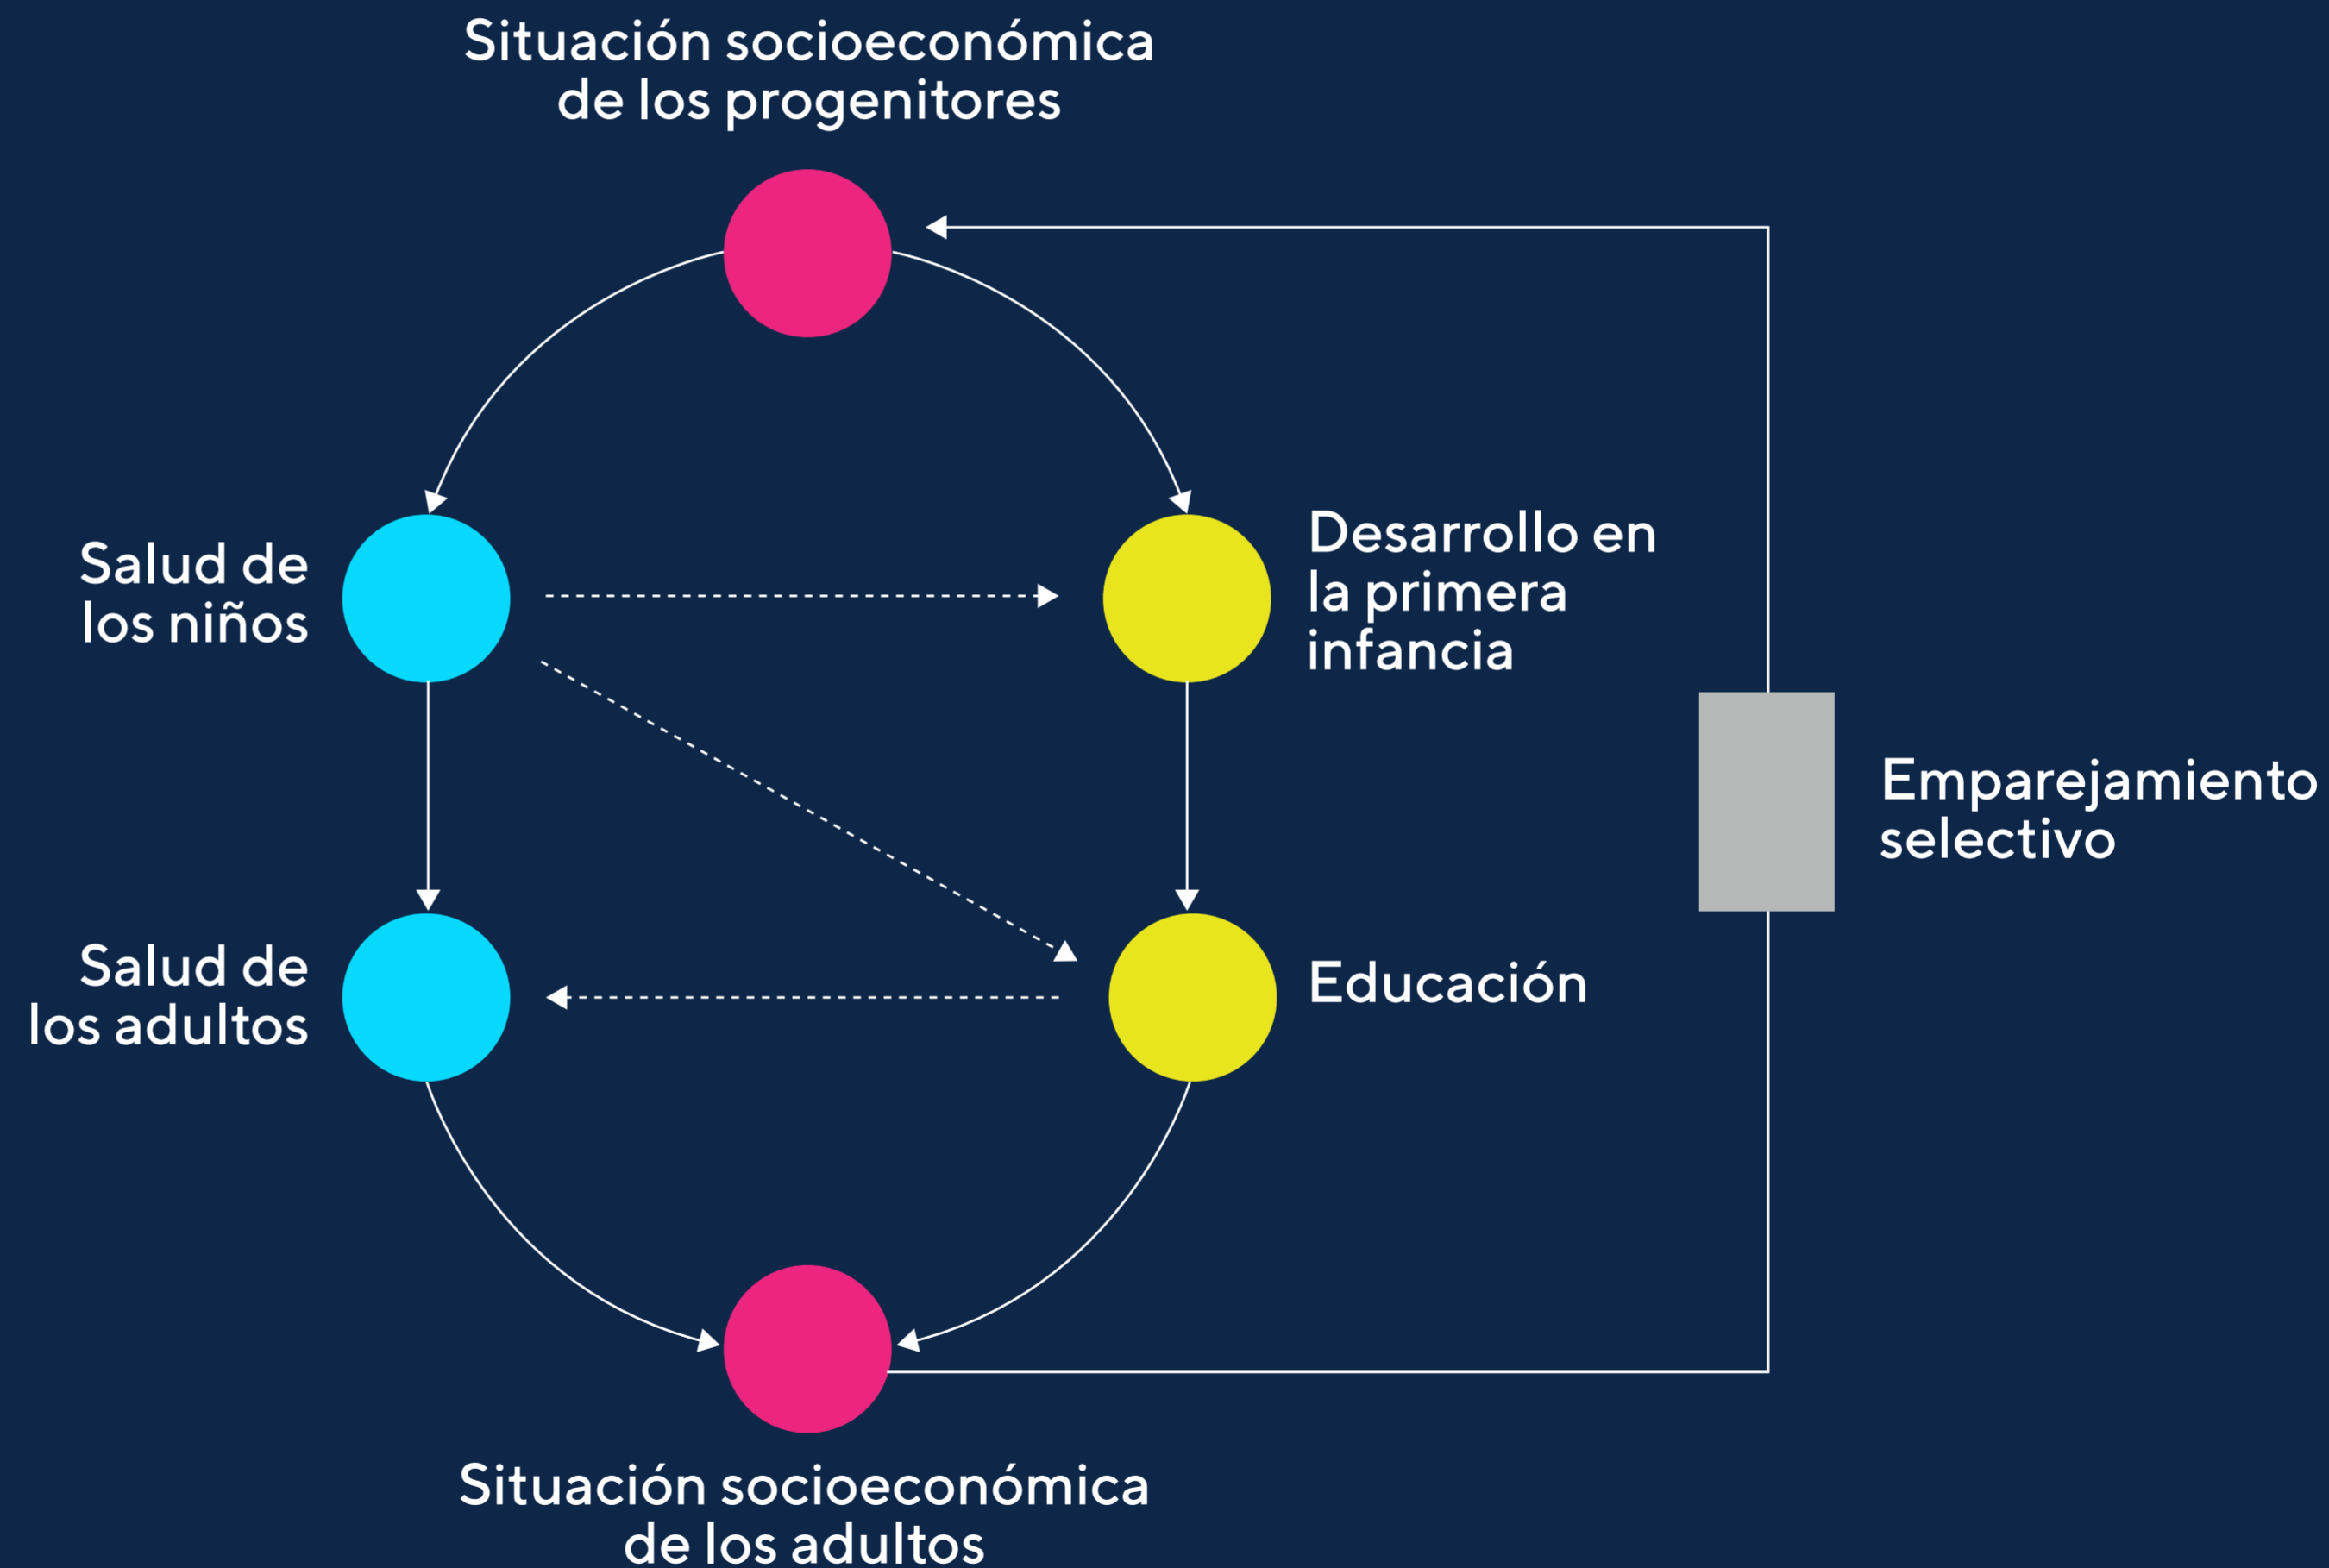 Situación socioeconómica
de los progenitores
Salud de
los niños
Desarrollo en
la primera
infancia
Emparejamiento
selectivo
Salud de
los adultos
Educación
Situación socioeconómica
de los adultos